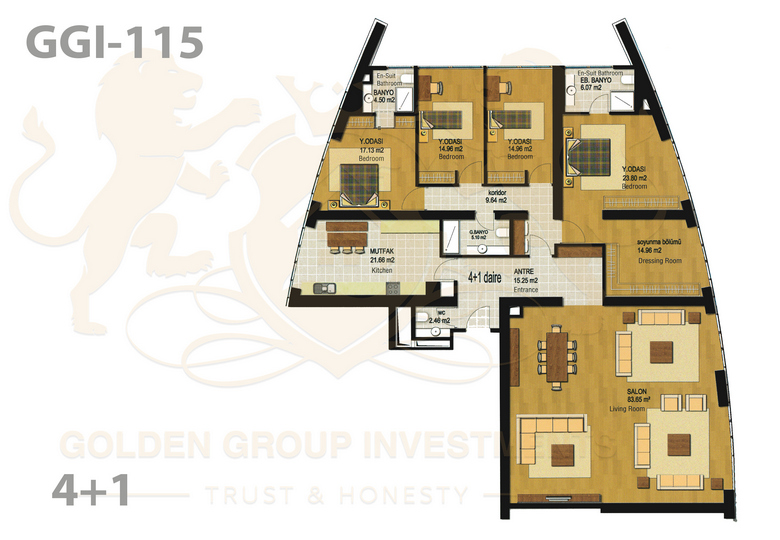 GGI-115
En-Suit
Bathroom
BANYO
4.50 m2
En-Suit Bathroom
EB. BANYO
6.07 m2
Y.ODASI
17.13 m2
Bedroom
Y.ODASI
14.96 m2
Bedroom
Y.ODASI
14.96 m2
Bedroom
Y.ODASI
23.80 m2
Bedroom
koridor
9.64 m2
G.BANYO
5.10 m2
MUTFAK
21.66 m2
Kitchen
soyunma bölümü
14.96 m2
Dressing Room
4+1 daire
ANTRE
15.25 m2
Entrance
WC
2.46 m2
SALON
83.65 m²
Living Room
GOLDEN GROUP INVESTMENTS
TRUST & HONESTY
4+1